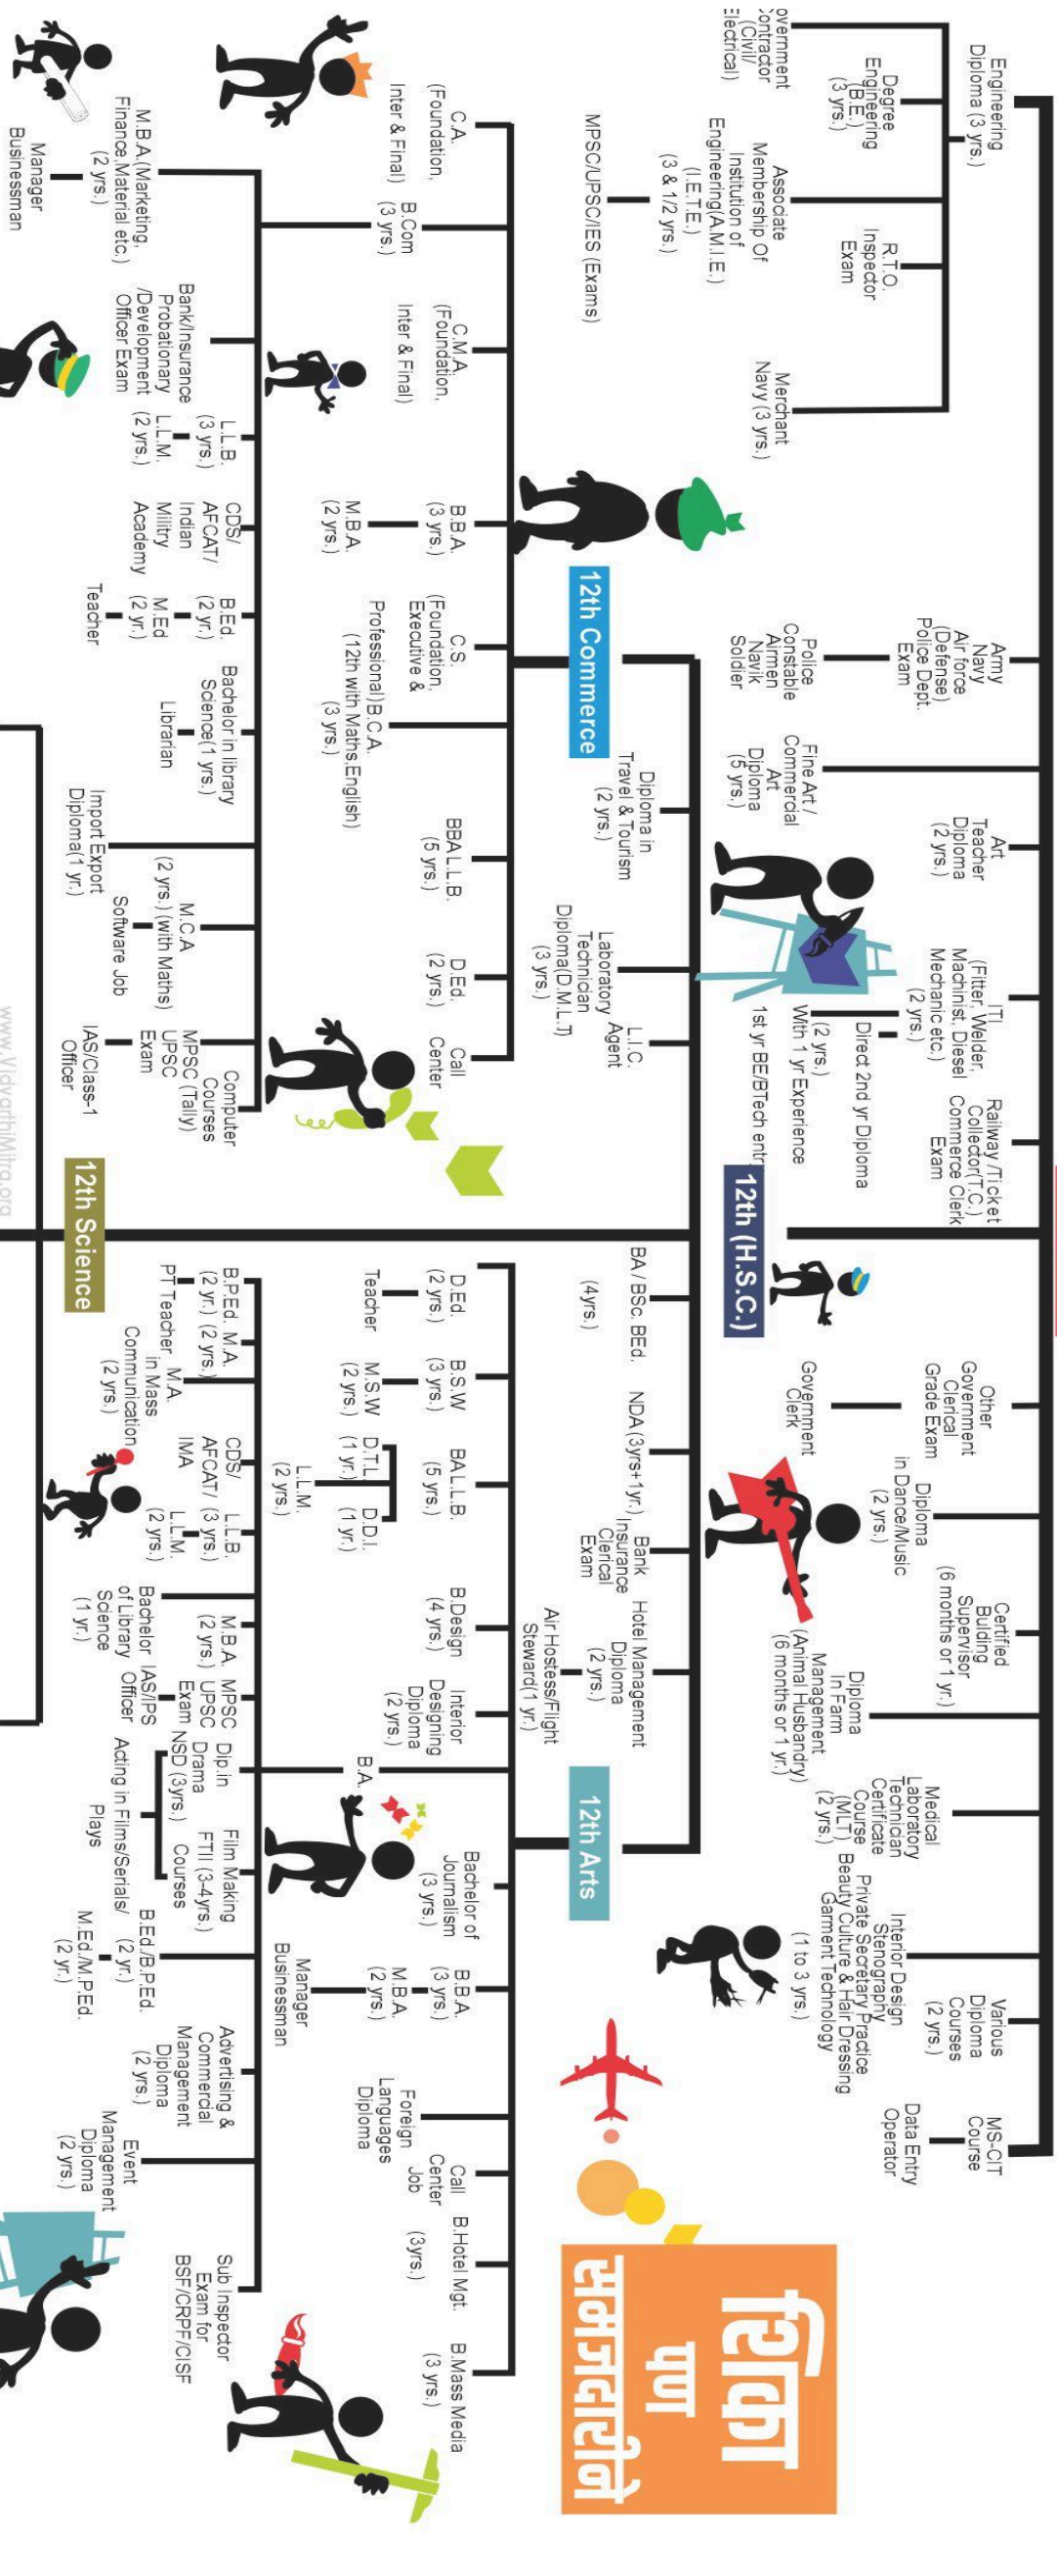 Engineering
Diploma (3 yrs.)
Degree
Engineering
(B.E.)
(3 yrs.)
(Civil/
Associate
Membership Of
Institution of
Engineering(A.M.I.E.)
(I.E.T.E.)
(3 & 1/2 yrs.)
MPSC/UPSC/IES (Exams)
R.T.O.
Inspector
Exam
Merchant
Navy (3 yrs.)
Army
Navy
Air force
(Defense)
Police Dept.
Exam
Police
Constable
Airmen
Navik
Soldier
Fine Art /
Commercial
Art
Diploma
(5 yrs.)
Art
Teacher
Diploma
(2 yrs.)
ITI
(Fitter, Welder,
Machinist, Diesel
Mechanic etc.)
(2 yrs.)
Direct 2nd yr Diploma
(2 yrs.)
With 1 yr Experience
1st yr BE/BTech entr
Railway /Ticket
Collector(T.C.)
Commerce Clerk
Exam
12th (H.S.C.)
Other
Government
Clerical
Grade Exam
Government
Clerk
Diploma
in Dance/Music
(2 yrs.)
Certified
Bulding
Supervisor
(6 months or 1 yr.)
Diploma
In Farm
Management
(Animal Husbandry)
(6 months or 1 yr.)
Medical
Laboratory
Technician
Certificate
Course
(MLT)
(2 yrs.)
Interior Design
Stenography
Private Secretary Practice
Beauty Culture & Hair Dressing
Garment Technology
(1 to 3 yrs.)
Various
Diploma
Courses
(2 yrs.)
MS-CIT
Course
Data Entry
Operator
शिका
पण
समजदारीने
12th Commerce
Diploma in
Travel & Tourism
(2 yrs.)
Laboratory
Technician
Diploma(D.M.L.T)
(3 yrs.)
L.I.C.
Agent
BA / BSc. BEd.
(4yrs.)
NDA (3yrs+1yr.)
Bank
Insurance
Clerical
Exam
Hotel Management
Diploma
(2 yrs.)
Air Hostess/Flight
Steward(1 yr.)
12th Arts
C.A.
(Foundation,
Inter & Final)
B.Com
(3 yrs.)
C.M.A
(Foundation,
Inter & Final)
B.B.A.
(3 yrs.)
M.B.A.
(2 yrs.)
C.S.
(Foundation,
Executive &
Professional)
B.C.A.
(12th with Maths,English)
(3 yrs.)
BBAL.L.B.
(5 yrs.)
D.Ed.
(2 yrs.)
Call
Center
D.Ed.
(2 yrs.)
Teacher
B.S.W
(3 yrs.)
M.S.W
(2 yrs.)
BAL.L.B.
(5 yrs.)
D.T.L.
(1 yr.)
D.D.I.
(1 yr.)
L.L.M.
(2 yrs.)
B.Design
(4 yrs.)
Interior
Designing
Diploma
(2 yrs.)
B.A.
Bachelor of
Journalism
(3 yrs.)
B.B.A.
(3 yrs.)
M.B.A.
(2 yrs.)
Manager
Businessman
Foreign
Languages
Diploma
Call
Center
Job
B.Hotel Mgt.
(3yrs.)
B.Mass Media
(3 yrs.)
M.B.A.(Marketing,
Finance,Material etc.)
(2 yrs.)
Manager
Businessman
Bank/Insurance
Probationary
/Development
Officer Exam
L.L.B.
(3 yrs.)
L.L.M.
(2 yrs.)
CDS/
AFCAT/
Indian
Militry
Academy
B.Ed.
(2 yr.)
M.Ed
(2 yr.)
Teacher
Bachelor in library
Science(1 yrs.)
Librarian
Import Export
Diploma(1 yr.)
M.C.A
(2 yrs.) (with Maths)
Software Job
MPSC
UPSC
Exam
IAS/Class-1
Officer
Computer
Courses
(Tally)
12th Science
B.P.Ed.
(2 yr.)
PT Teacher
M.A.
(2 yrs.)
M.A.
in Mass
Communication
(2 yrs.)
CDS/
AFCAT/
IMA
L.L.B.
(3 yrs.)
L.L.M.
(2 yrs.)
Bachelor
of Library
Science
(1 yr.)
M.B.A.
(2 yrs.)
MPSC
UPSC
Exam
IAS/IPS
Officer
Dip.in
Drama
NSD (3yrs.)
Film Making
FTII (3-4yrs.)
Courses
Acting in Films/Serials/
Plays
B.Ed./B.P.Ed.
(2 yr.)
M.Ed./M.P.Ed.
(2 yr.)
Advertising &
Commercial
Management
Diploma
(2 yrs.)
Event
Management
Diploma
(2 yrs.)
Sub Inspector
Exam for
BSF/CRPF/CISF
www.VidyarthiMitra.org